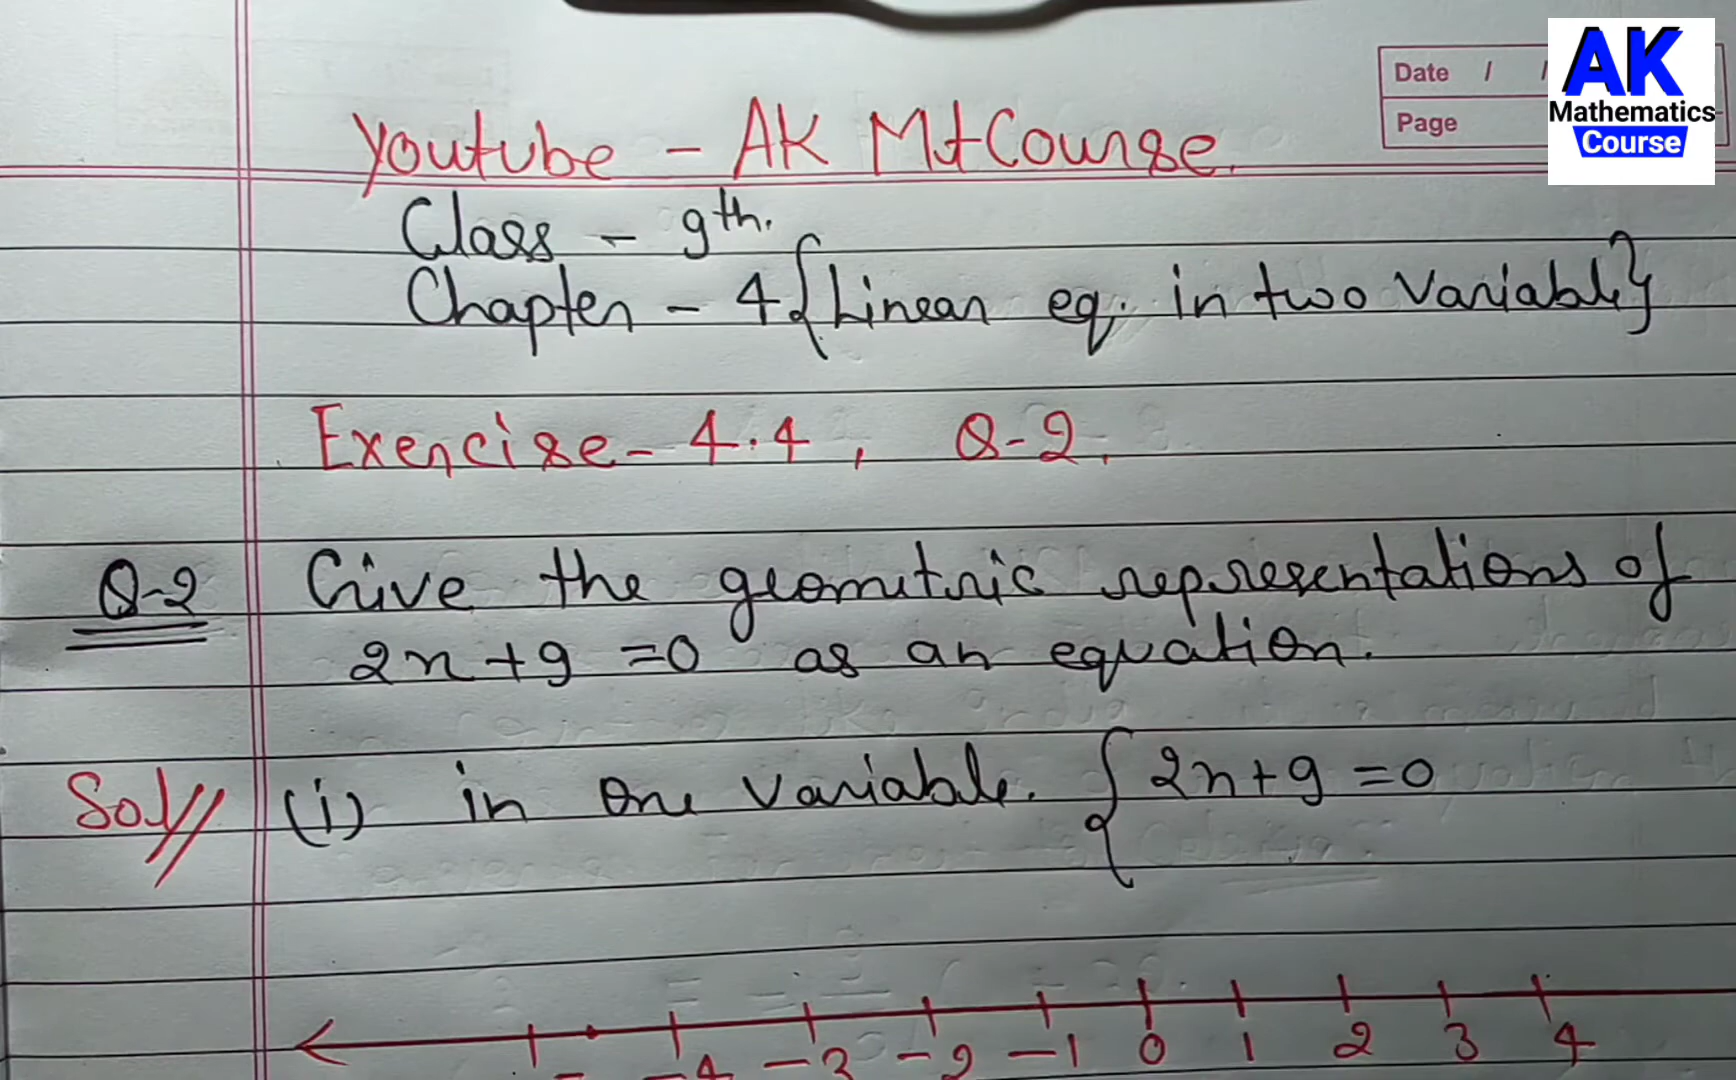 Date / /
Page
AK
Mathematics
Course
Youtube - AK MtCourse.
Class - 9th.
Chapter - 4 {Linear eq. in two Variable}
Exercise - 4.4, Q-2.
Q-2 Give the geometric representations of
2x+9=0 as an equation.
Sol// (i) in one variable. { 2x+9=0
-4 -3 -2 -1 0 1 2 3 4